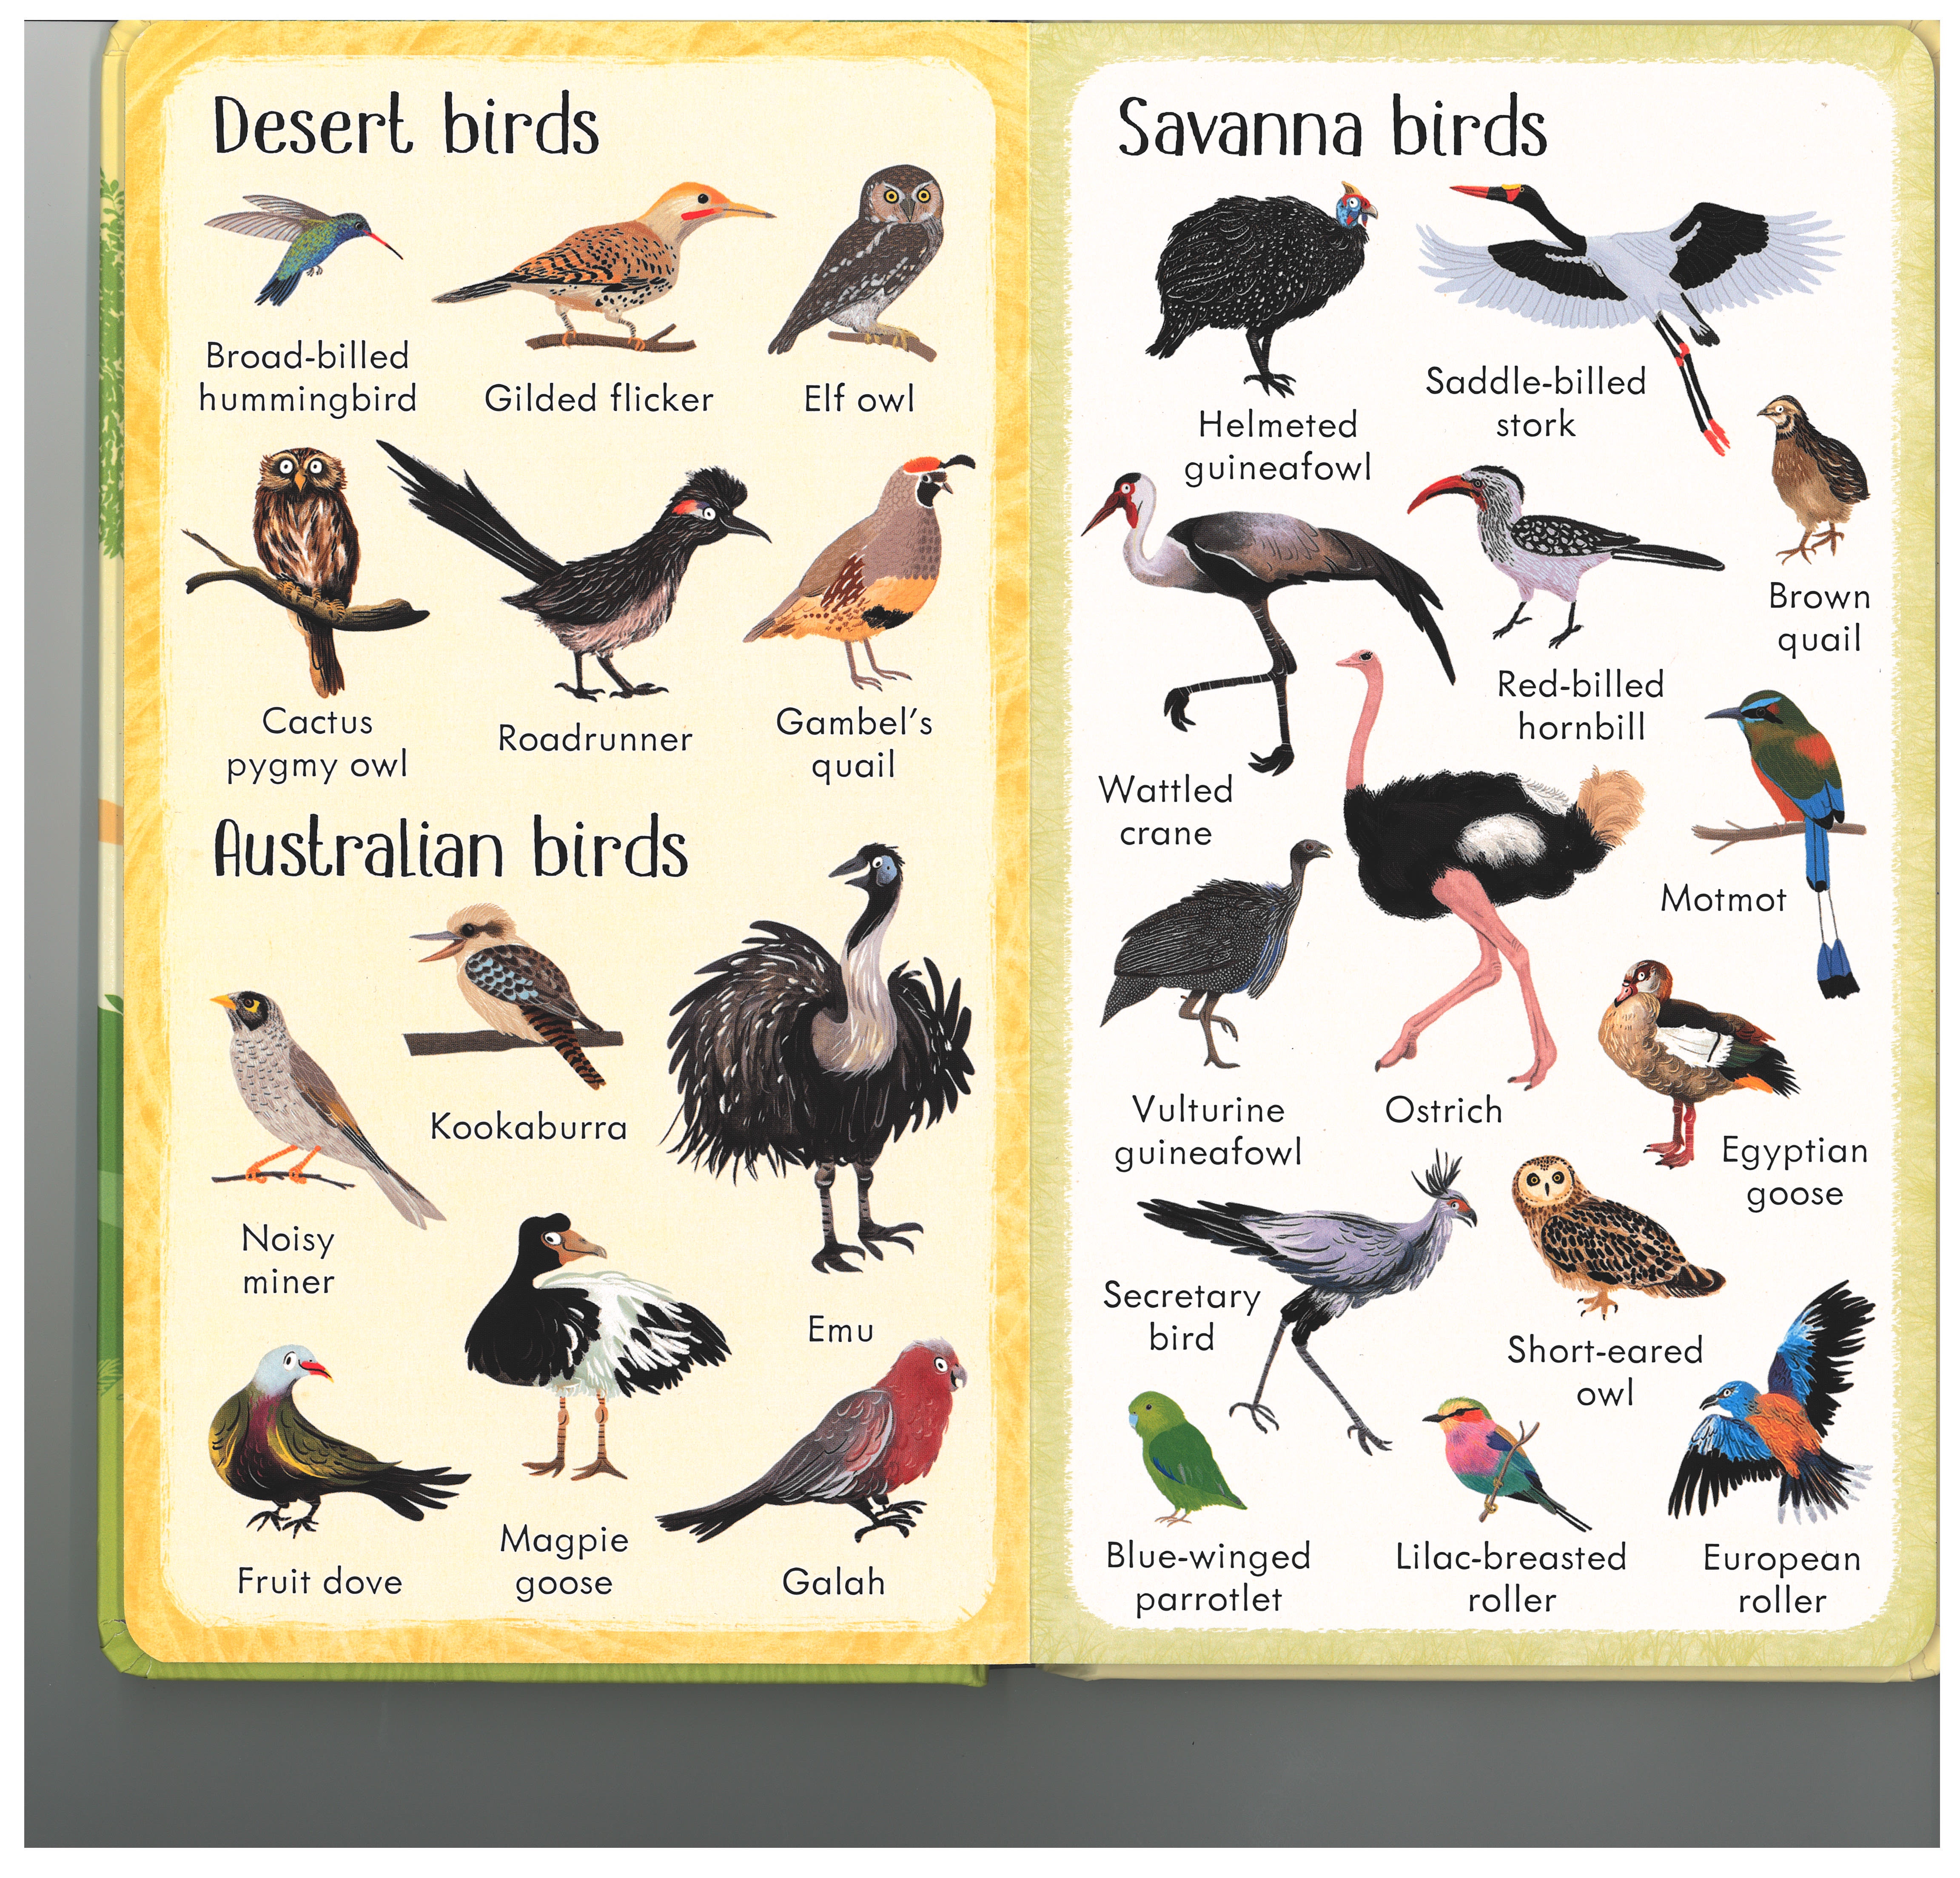 Desert birds
Broad-billed
hummingbird
Gilded flicker
Elf owl
Cactus
pygmy owl
Roadrunner
Gambel's
quail
Australian birds
Noisy
miner
Kookaburra
Emu
Fruit dove
Magpie
goose
Galah
Savanna birds
Helmeted
guineafowl
Saddle-billed
stork
Brown
quail
Wattled
crane
Red-billed
hornbill
Motmot
Vulturine
guineafowl
Ostrich
Egyptian
goose
Secretary
bird
Short-eared
owl
Blue-winged
parrotlet
Lilac-breasted
roller
European
roller